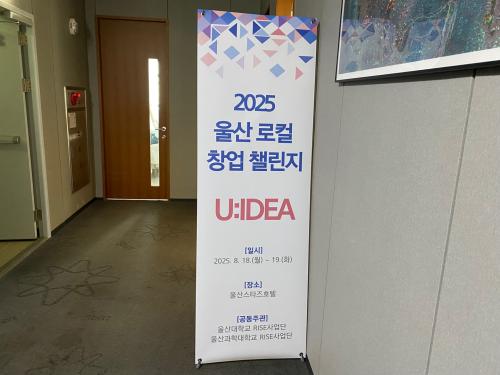 2025
울산 로컬
창업 챌린지
U:IDEA
[일시]
2025. 8. 18.(월) ~ 19.(화)
[장소]
울산스타즈호텔
[공동주관]
울산대학교 RISE사업단
울산과학대학교 RISE사업단